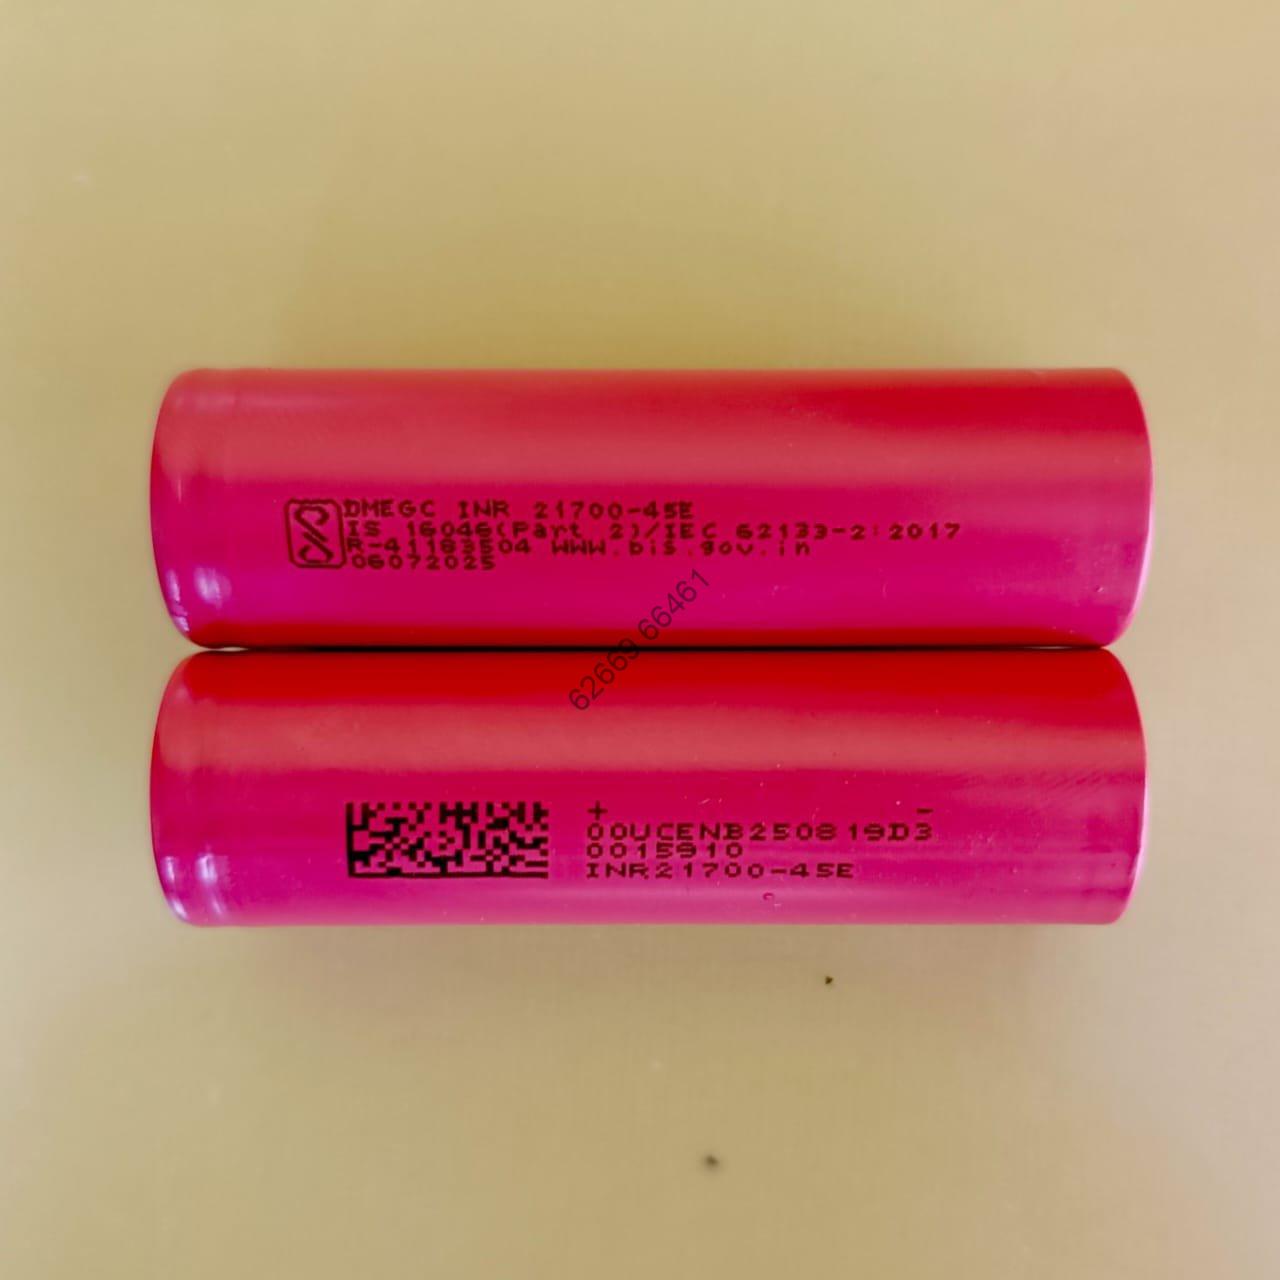 DMEGC INR 21700-45E
IS 16046(Part 2)/IEC 62133-2:2017
R-41183504 WWW.bis.gov.in
06072025
62669 66461
+ -
00UCENB250819D3
0015910
INR21700-45E